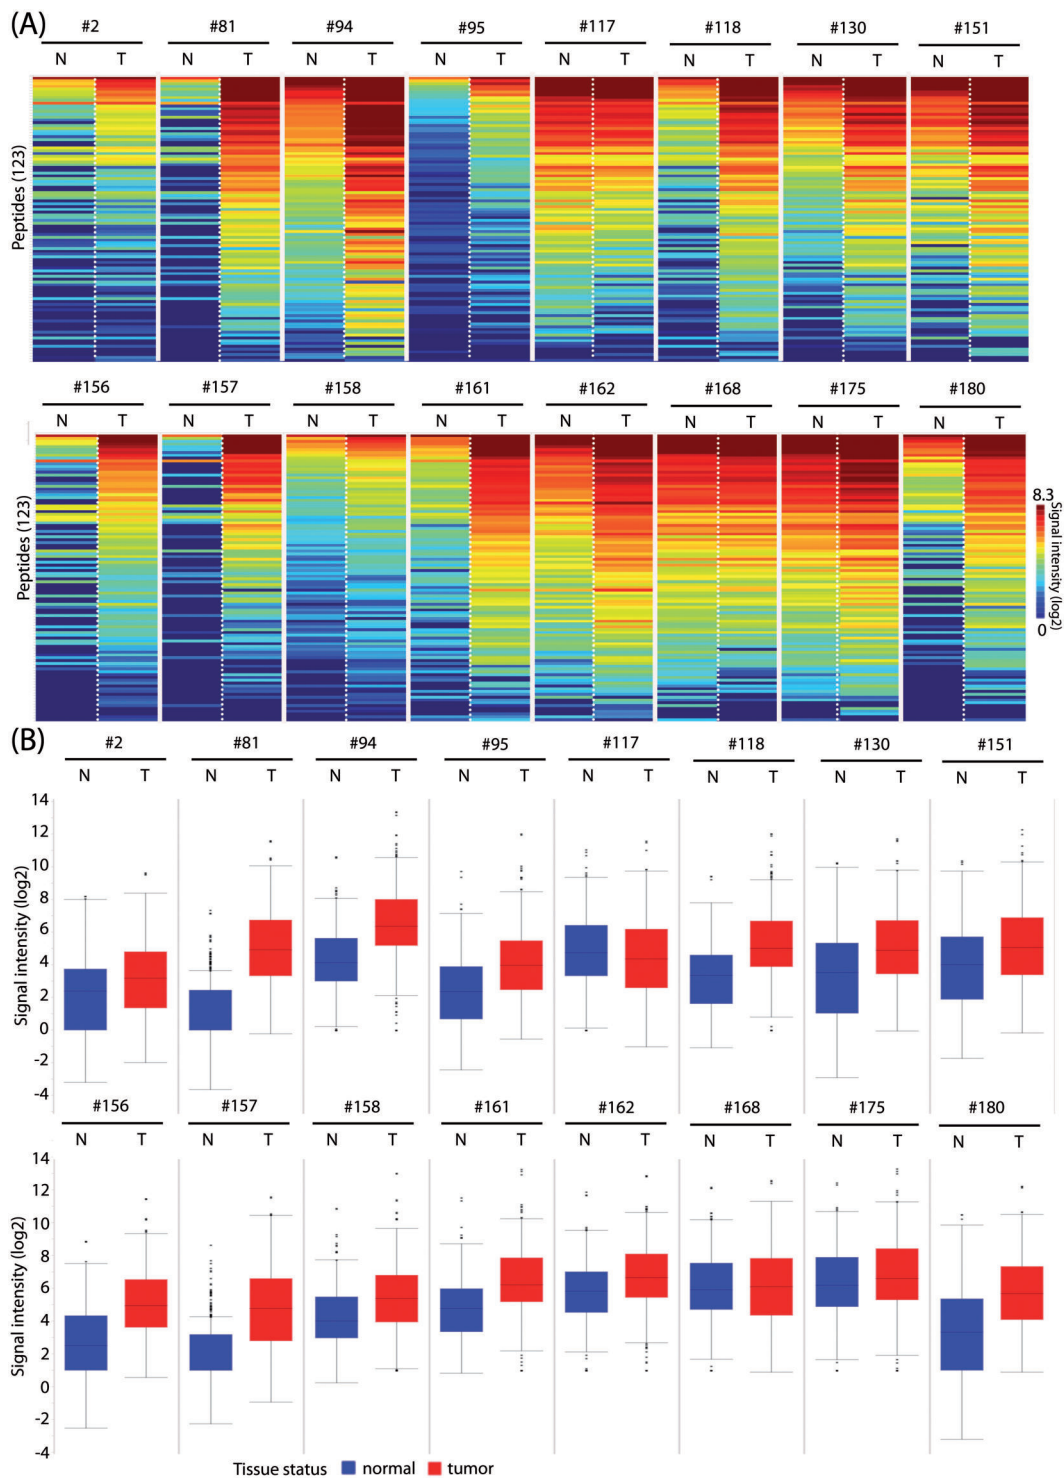 (A)
#2 #81 #94 #95 #117 #118 #130 #151
N T N T N T N T N T N T N T N T
Peptides (123)
#156 #157 #158 #161 #162 #168 #175 #180
N T N T N T N T N T N T N T N T
Peptides (123)
8.3
Signal intensity (log2)
0
(B)
#2 #81 #94 #95 #117 #118 #130 #151
N T N T N T N T N T N T N T N T
Signal intensity (log2)
14
12
10
8
6
4
2
0
-2
-4
#156 #157 #158 #161 #162 #168 #175 #180
N T N T N T N T N T N T N T N T
Signal intensity (log2)
14
12
10
8
6
4
2
0
-2
-4
Tissue status normal tumor